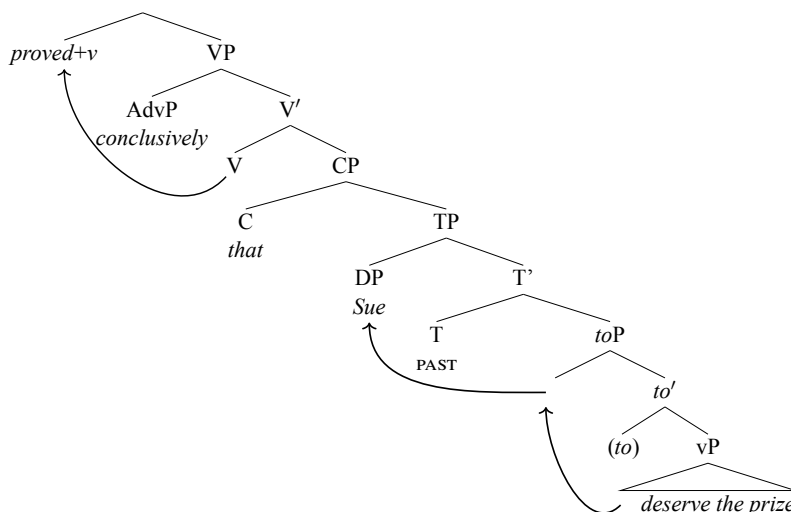 proved+v VP
AdvP V′
conclusively
V CP
C TP
that
DP T’
Sue
T toP
PAST
to′
(to) vP
deserve the prize